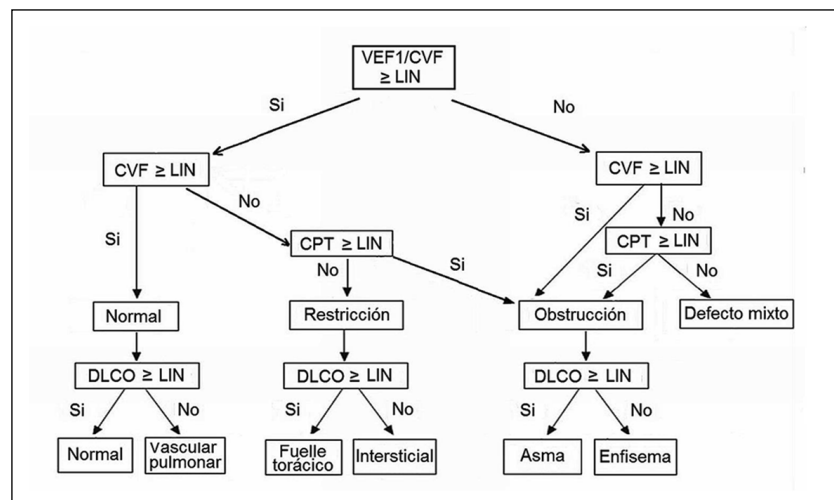 VEF1/CVF
≥ LIN
Si
No
CVF ≥ LIN
CVF ≥ LIN
Si
No
Si
No
CPT ≥ LIN
CPT ≥ LIN
No
Si
Si
No
Normal
Restricción
Obstrucción
Defecto mixto
DLCO ≥ LIN
DLCO ≥ LIN
DLCO ≥ LIN
Si
No
Si
No
Si
No
Normal
Vascular
pulmonar
Fuelle
torácico
Intersticial
Asma
Enfisema